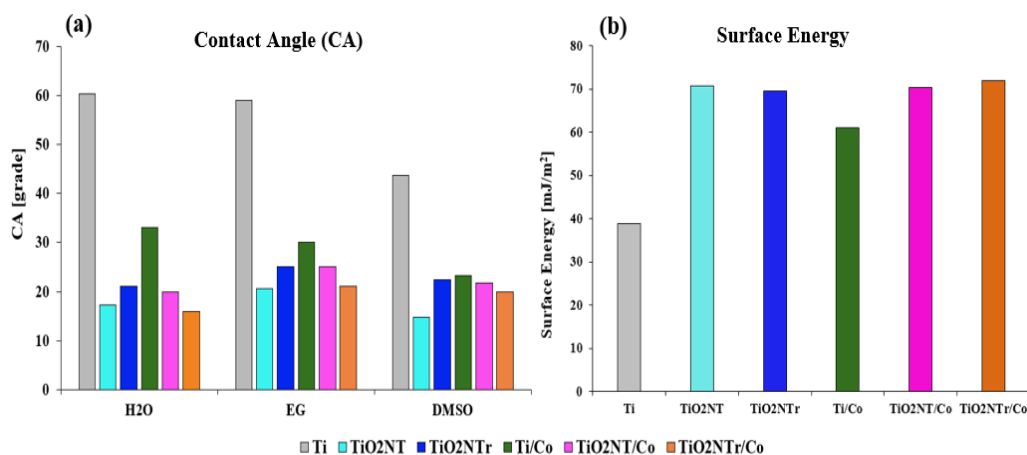 (a)
Contact Angle (CA)
CA [grade]
70
60
50
40
30
20
10
0
H2O
EG
DMSO
(b)
Surface Energy
Surface Energy [mJ/m²]
80
70
60
50
40
30
20
10
0
Ti
TiO2NT
TiO2NTr
Ti/Co
TiO2NT/Co
TiO2NTr/Co
Ti TiO2NT TiO2NTr Ti/Co TiO2NT/Co TiO2NTr/Co